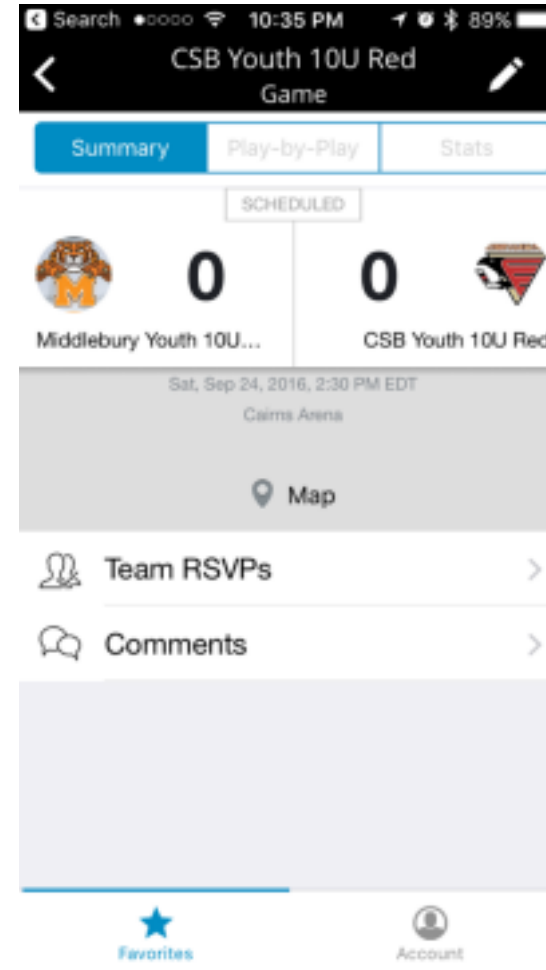 Search 10:35 PM 89%
CSB Youth 10U Red
Game
Summary Play-by-Play Stats
SCHEDULED
0 0
M
Middlebury Youth 10U... CSB Youth 10U Red
Sat, Sep 24, 2016, 2:30 PM EDT
Cairns Arena
Map
Team RSVPs
Comments
Favorites Account